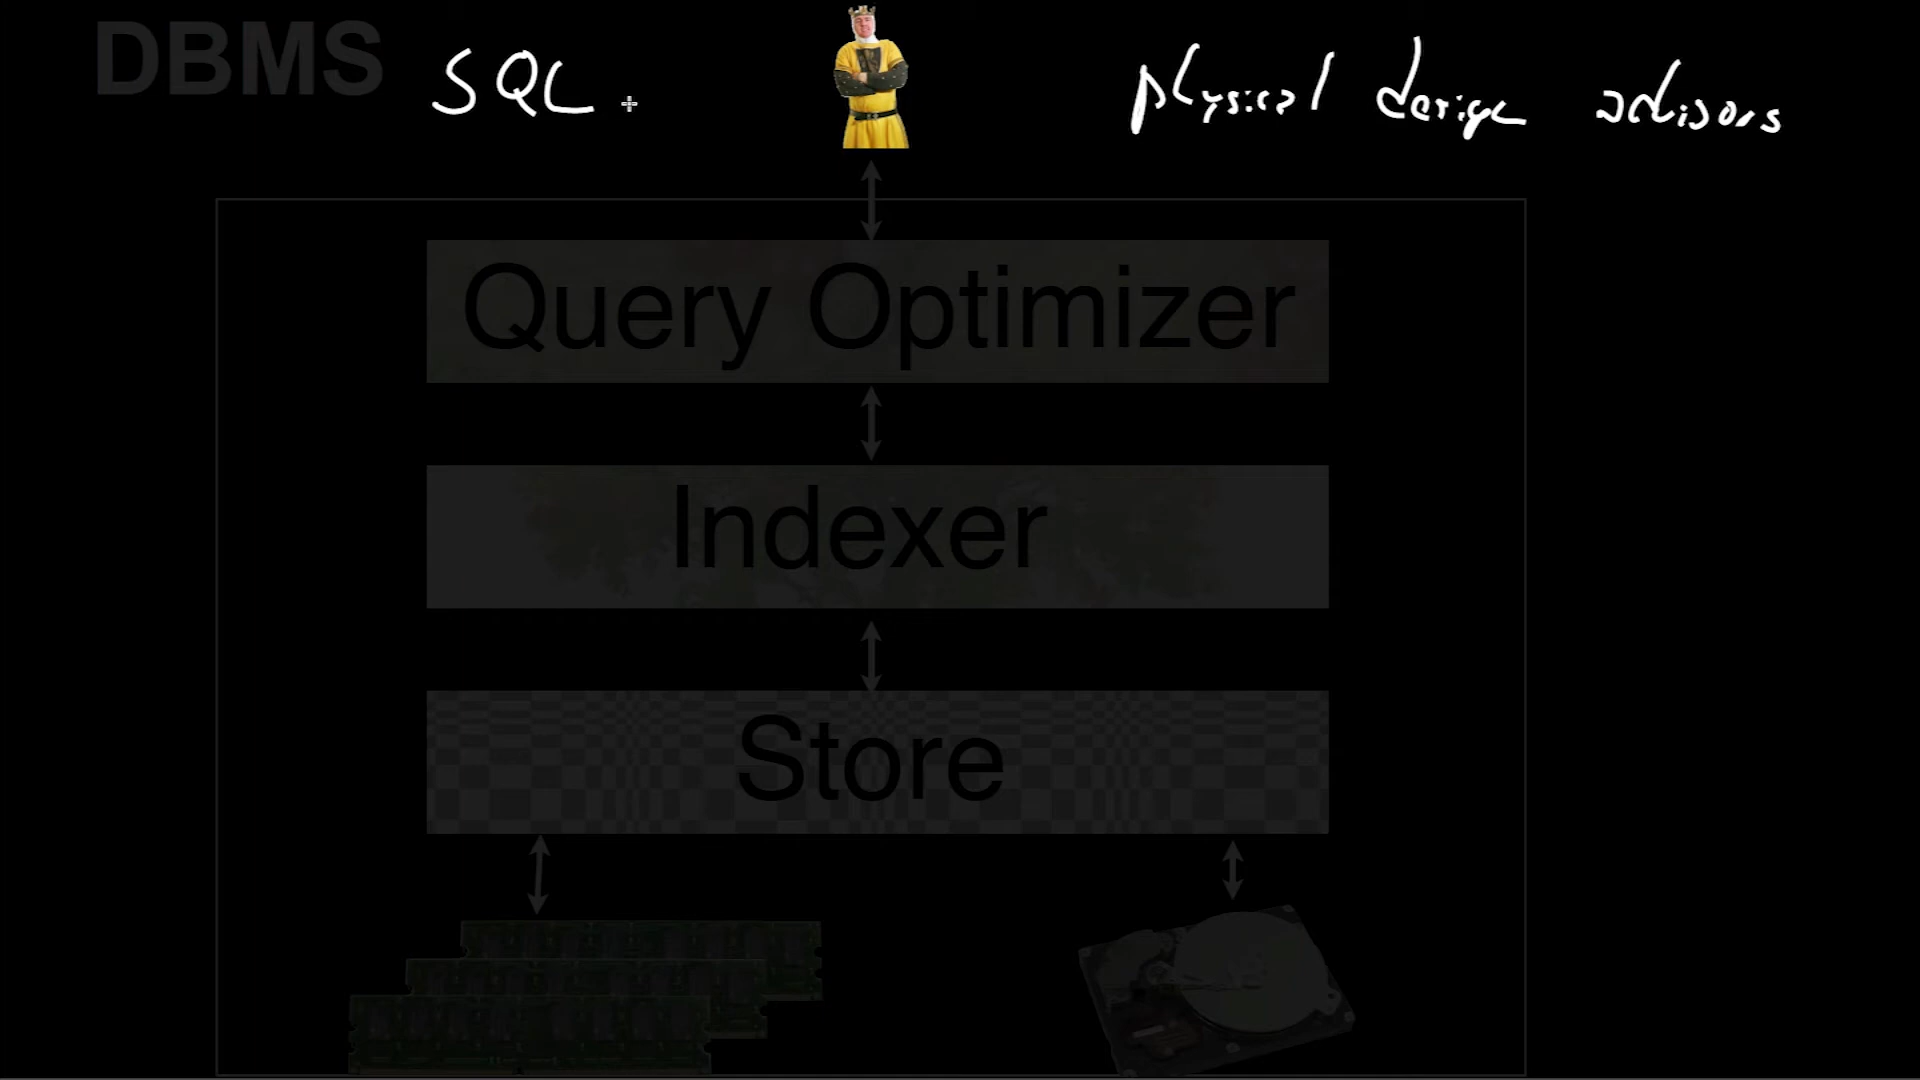 DBMS
SQL
physical design advisors
Query Optimizer
Indexer
Store